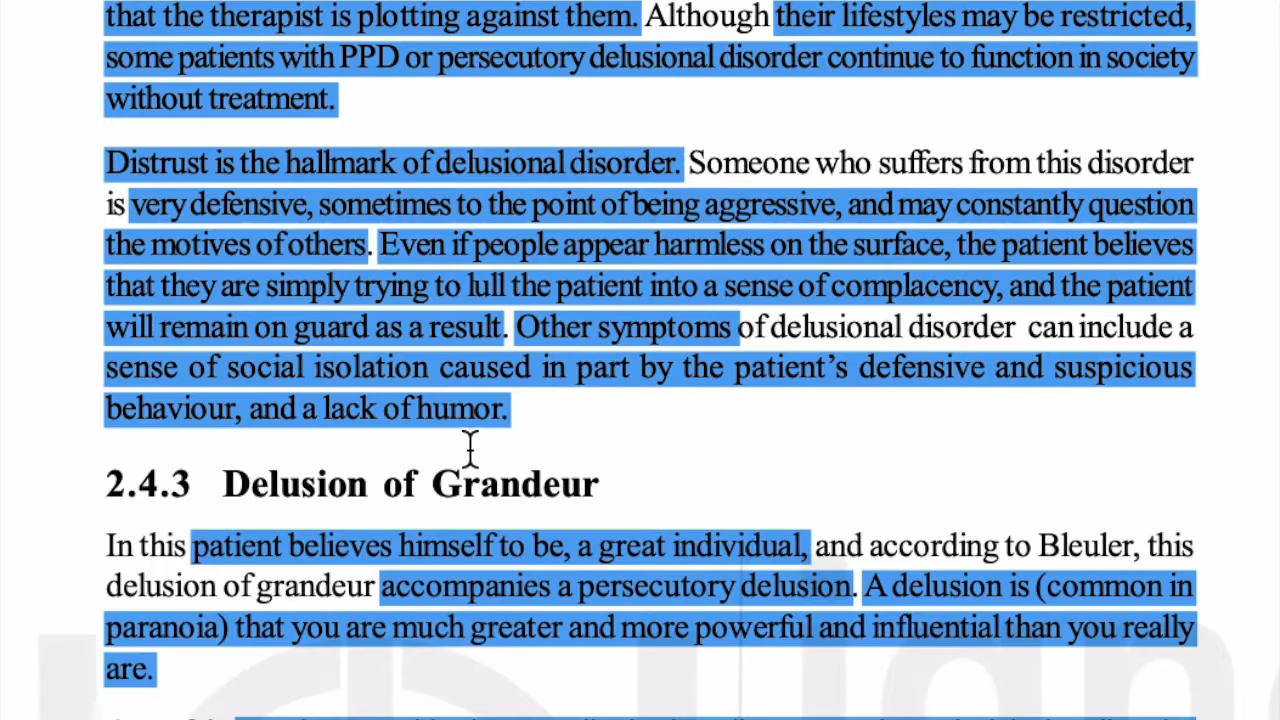 that the therapist is plotting against them. Although their lifestyles may be restricted,
some patients with PPD or persecutory delusional disorder continue to function in society
without treatment.
Distrust is the hallmark of delusional disorder. Someone who suffers from this disorder
is very defensive, sometimes to the point of being aggressive, and may constantly question
the motives of others. Even if people appear harmless on the surface, the patient believes
that they are simply trying to lull the patient into a sense of complacency, and the patient
will remain on guard as a result. Other symptoms of delusional disorder can include a
sense of social isolation caused in part by the patient’s defensive and suspicious
behaviour, and a lack of humor.
2.4.3 Delusion of Grandeur
In this patient believes himself to be, a great individual, and according to Bleuler, this
delusion of grandeur accompanies a persecutory delusion. A delusion is (common in
paranoia) that you are much greater and more powerful and influential than you really
are.